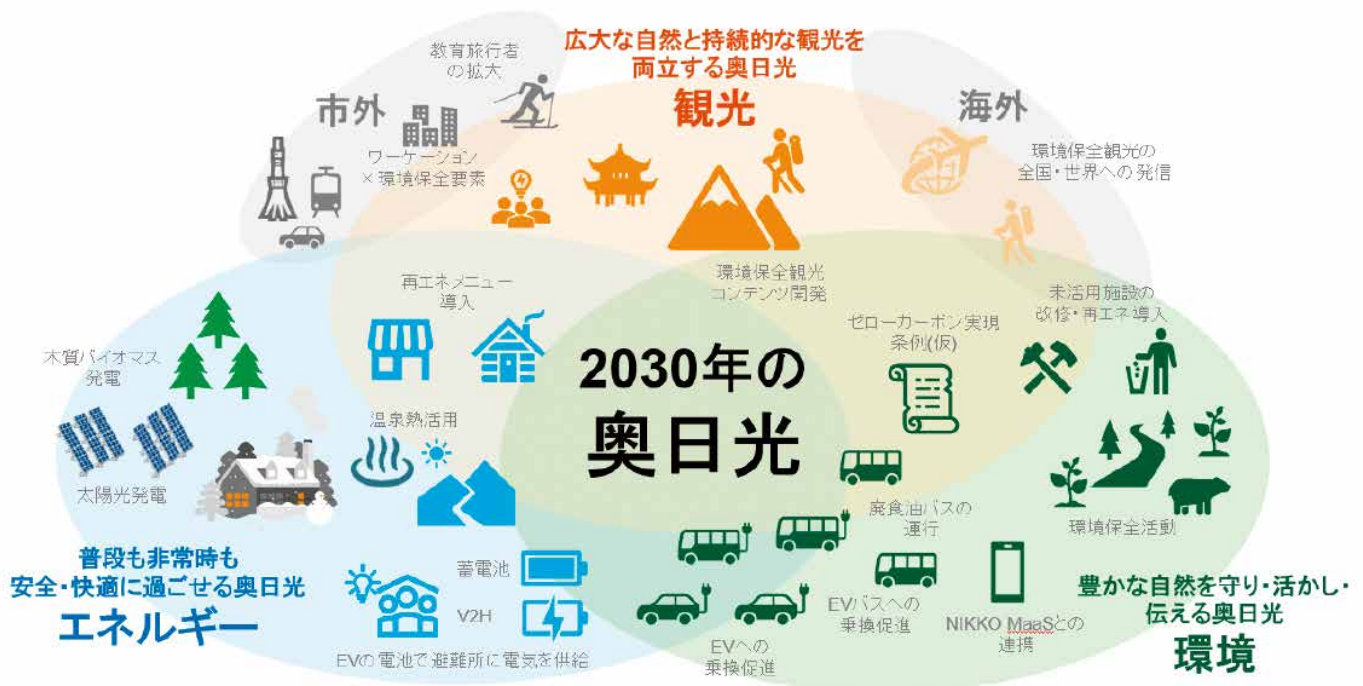 広大な自然と持続的な観光を
両立する奥日光
観光
教育旅行者
の拡大
市外
ワーケーション
×環境保全要素
海外
環境保全観光の
全国・世界への発信
環境保全観光
コンテンツ開発
再エネメニュー
導入
未活用施設の
改修・再エネ導入
ゼローカーボン実現
条例(仮)
木質バイオマス
発電
2030年の
奥日光
温泉熱活用
太陽光発電
廃食油バスの
運行
環境保全活動
普段も非常時も
安全・快適に過ごせる奥日光
エネルギー
蓄電池
V2H
EVの電池で避難所に電気を供給
EVへの
乗換促進
EVバスへの
乗換促進
NIKKO MaaSとの
連携
豊かな自然を守り・活かし・
伝える奥日光
環境